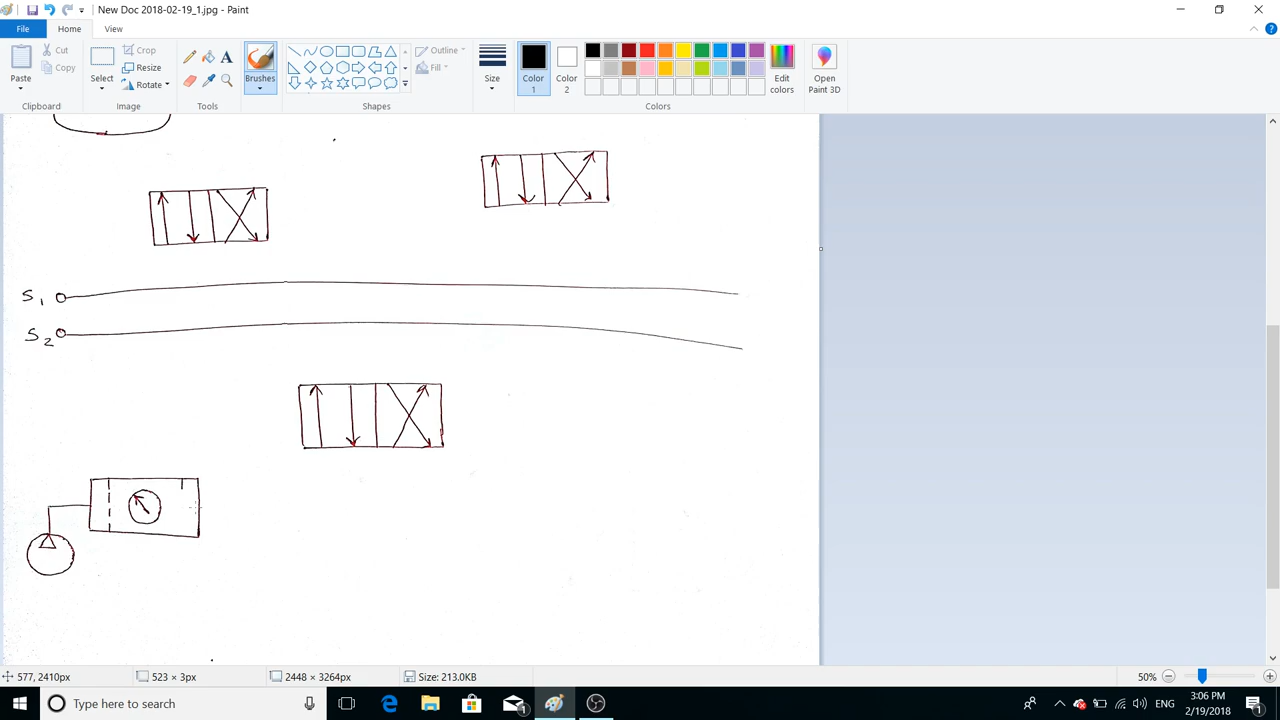 New Doc 2018-02-19_1.jpg - Paint
File
Home
View
Paste
Cut
Copy
Clipboard
Select
Crop
Resize
Rotate
Image
Tools
Brushes
Shapes
Outline
Fill
Size
Color 1
Color 2
Edit colors
Colors
Open Paint 3D
S1
S2
577, 2410px
523 × 3px
2448 × 3264px
Size: 213.0KB
50%
Type here to search
1
ENG
3:06 PM
2/19/2018
1